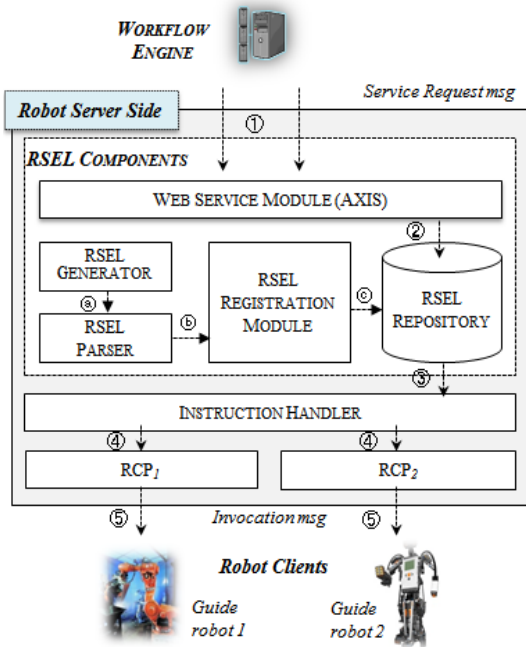 WORKFLOW
ENGINE
Service Request msg
Robot Server Side
①
RSEL COMPONENTS
WEB SERVICE MODULE (AXIS)
②
RSEL
GENERATOR
ⓐ
RSEL
PARSER
ⓑ
RSEL
REGISTRATION
MODULE
ⓒ
RSEL
REPOSITORY
③
INSTRUCTION HANDLER
④
④
RCP1
RCP2
⑤
Invocation msg
⑤
Robot Clients
Guide
robot 1
Guide
robot 2